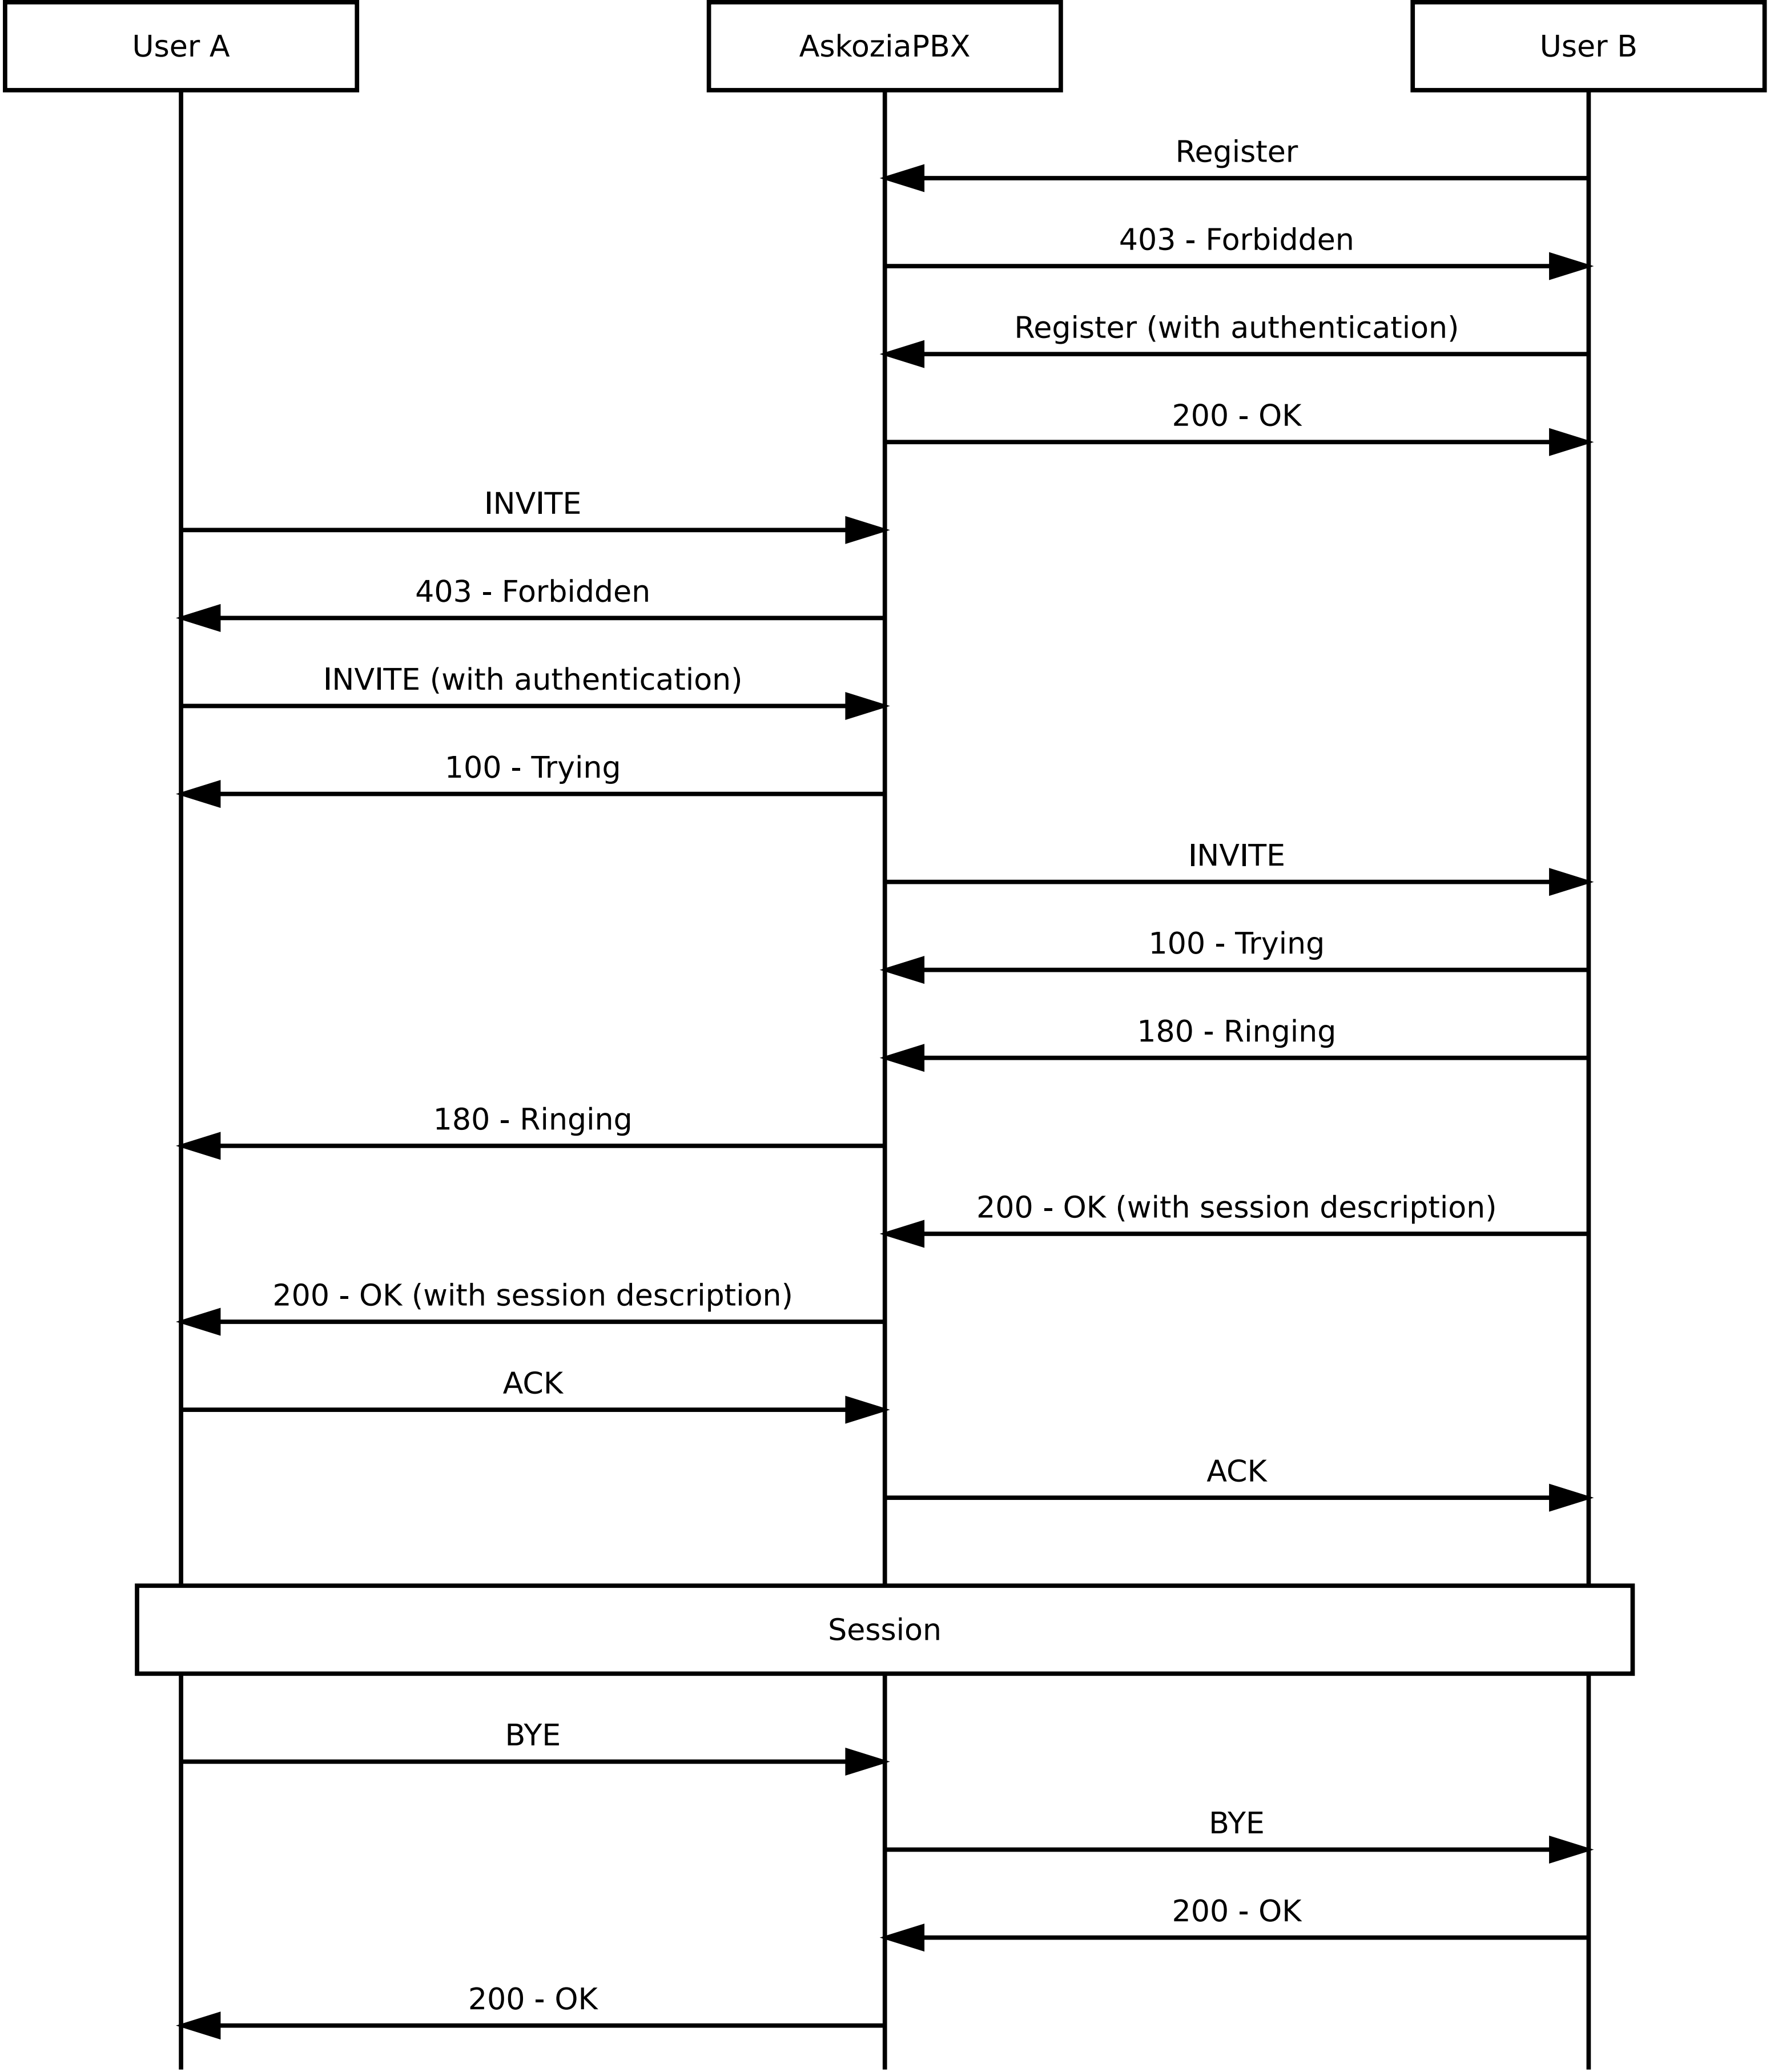 User A
AskoziaPBX
User B
Register
403 - Forbidden
Register (with authentication)
200 - OK
INVITE
403 - Forbidden
INVITE (with authentication)
100 - Trying
INVITE
100 - Trying
180 - Ringing
180 - Ringing
200 - OK (with session description)
200 - OK (with session description)
ACK
ACK
Session
BYE
BYE
200 - OK
200 - OK